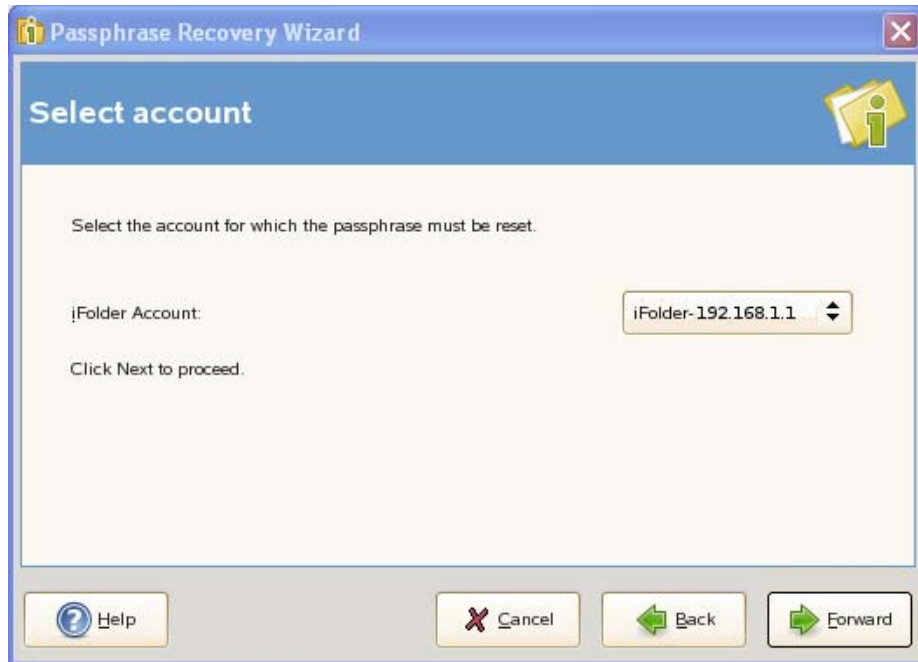 Passphrase Recovery Wizard
Select account
Select the account for which the passphrase must be reset.
iFolder Account:
iFolder-192.168.1.1
Click Next to proceed.
Help
Cancel
Back
Forward